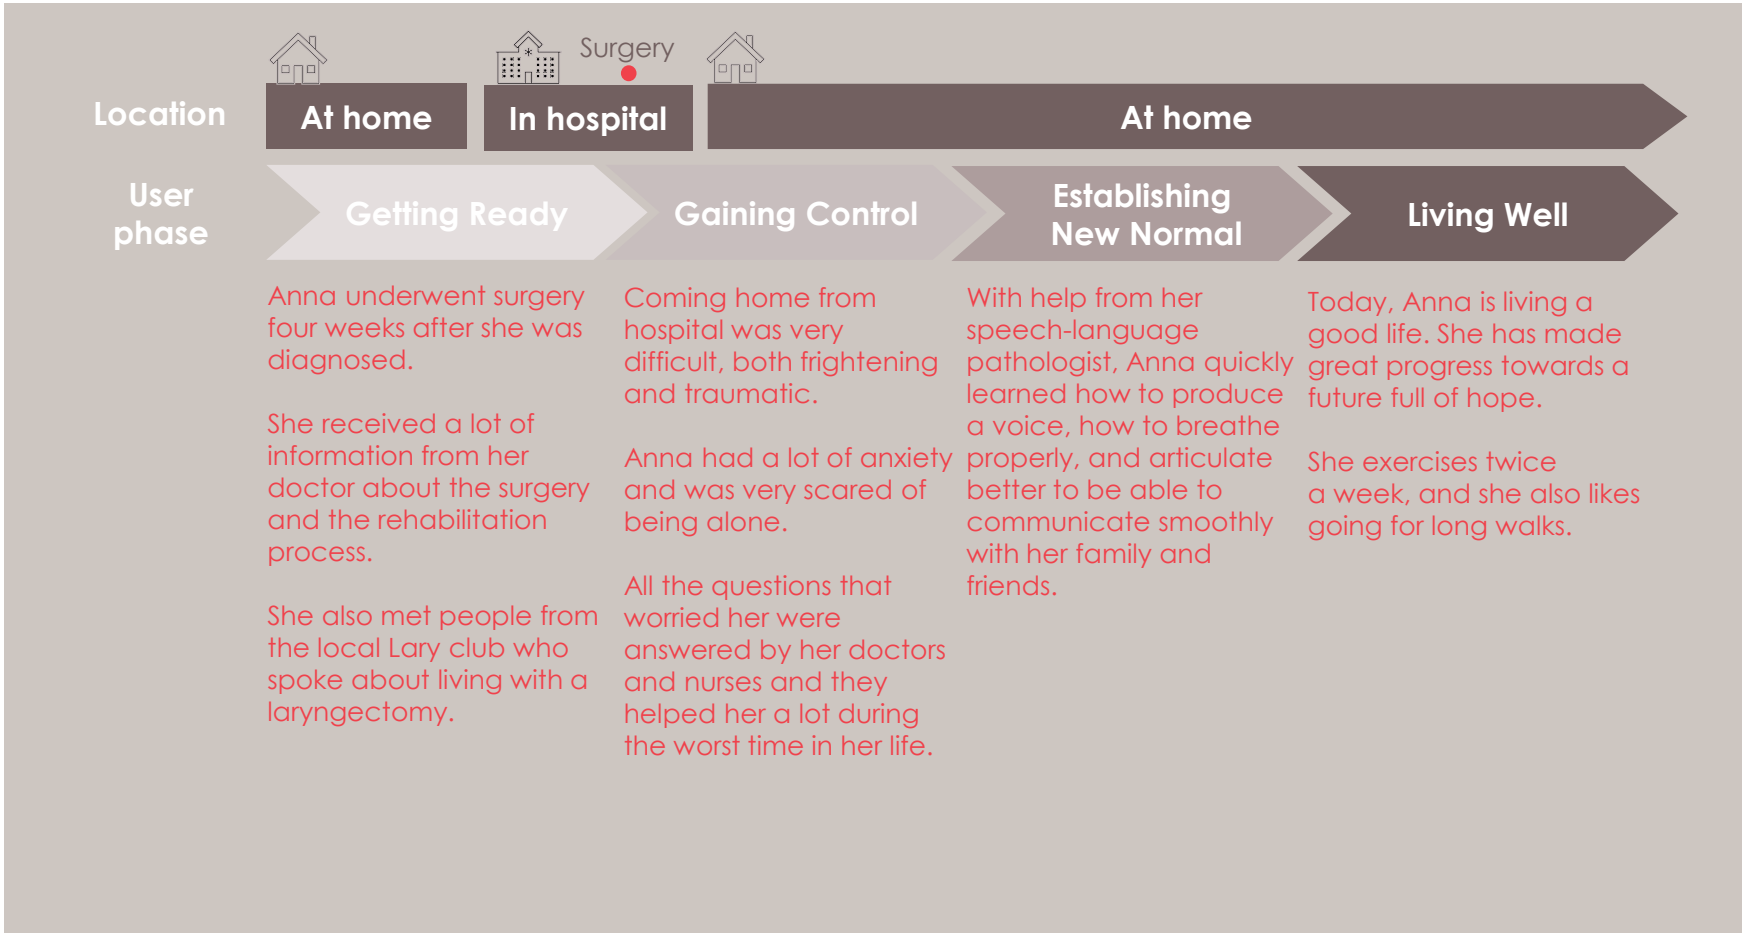 Surgery
Location
At home
In hospital
At home
User
phase
Getting Ready
Gaining Control
Establishing
New Normal
Living Well
Anna underwent surgery
four weeks after she was
diagnosed.
She received a lot of
information from her
doctor about the surgery
and the rehabilitation
process.
She also met people from
the local Lary club who
spoke about living with a
laryngectomy.
Coming home from
hospital was very
difficult, both frightening
and traumatic.
Anna had a lot of anxiety
and was very scared of
being alone.
All the questions that
worried her were
answered by her doctors
and nurses and they
helped her a lot during
the worst time in her life.
With help from her
speech-language
pathologist, Anna quickly
learned how to produce
a voice, how to breathe
properly, and articulate
better to be able to
communicate smoothly
with her family and
friends.
Today, Anna is living a
good life. She has made
great progress towards a
future full of hope.
She exercises twice
a week, and she also likes
going for long walks.